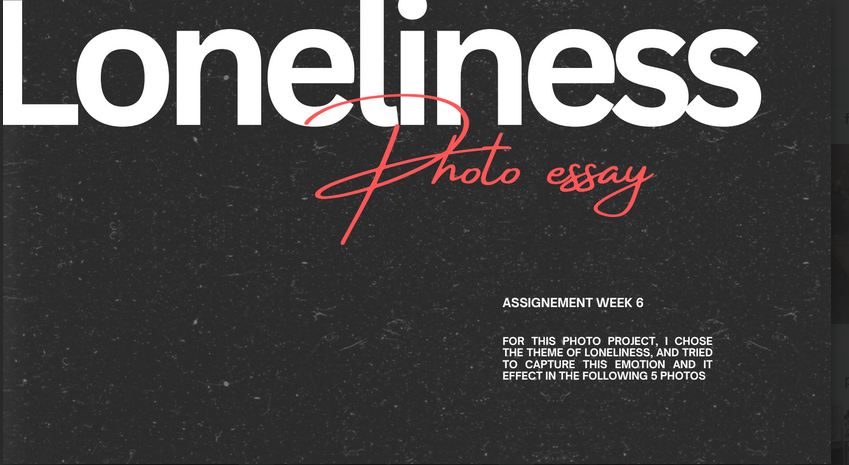 Loneliness
Photo essay
ASSIGNEMENT WEEK 6
FOR THIS PHOTO PROJECT, I CHOSE
THE THEME OF LONELINESS, AND TRIED
TO CAPTURE THIS EMOTION AND IT
EFFECT IN THE FOLLOWING 5 PHOTOS